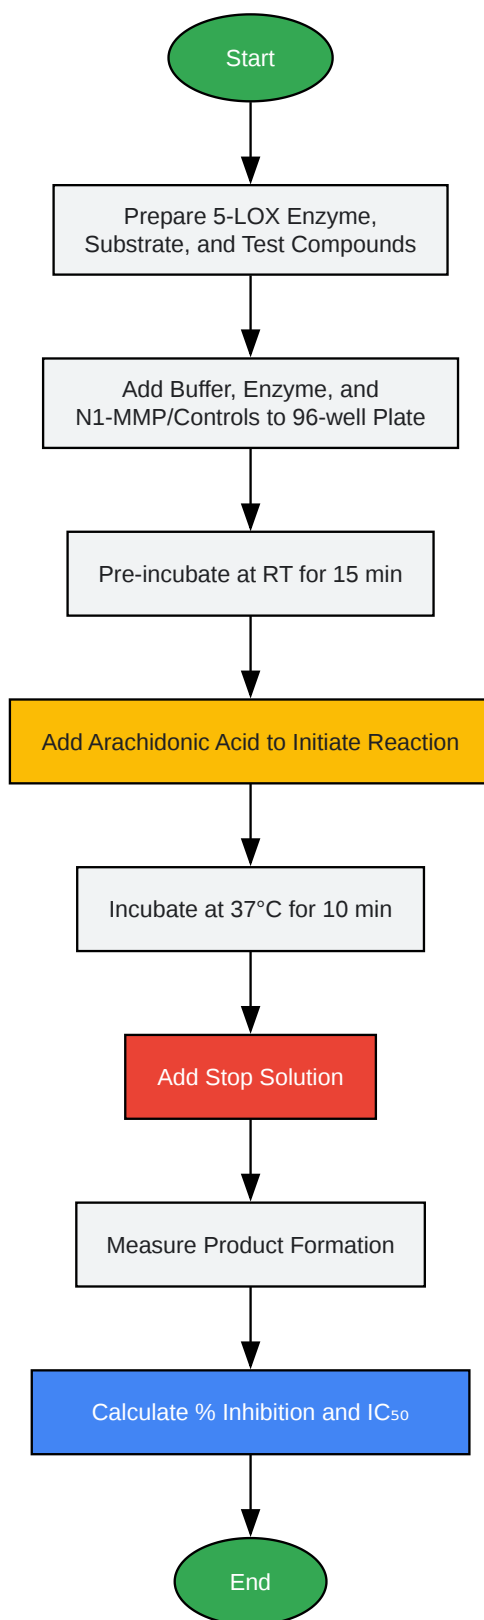 Start
Prepare 5-LOX Enzyme,
Substrate, and Test Compounds
Add Buffer, Enzyme, and
N1-MMP/Controls to 96-well Plate
Pre-incubate at RT for 15 min
Add Arachidonic Acid to Initiate Reaction
Incubate at 37°C for 10 min
Add Stop Solution
Measure Product Formation
Calculate % Inhibition and IC₅₀
End